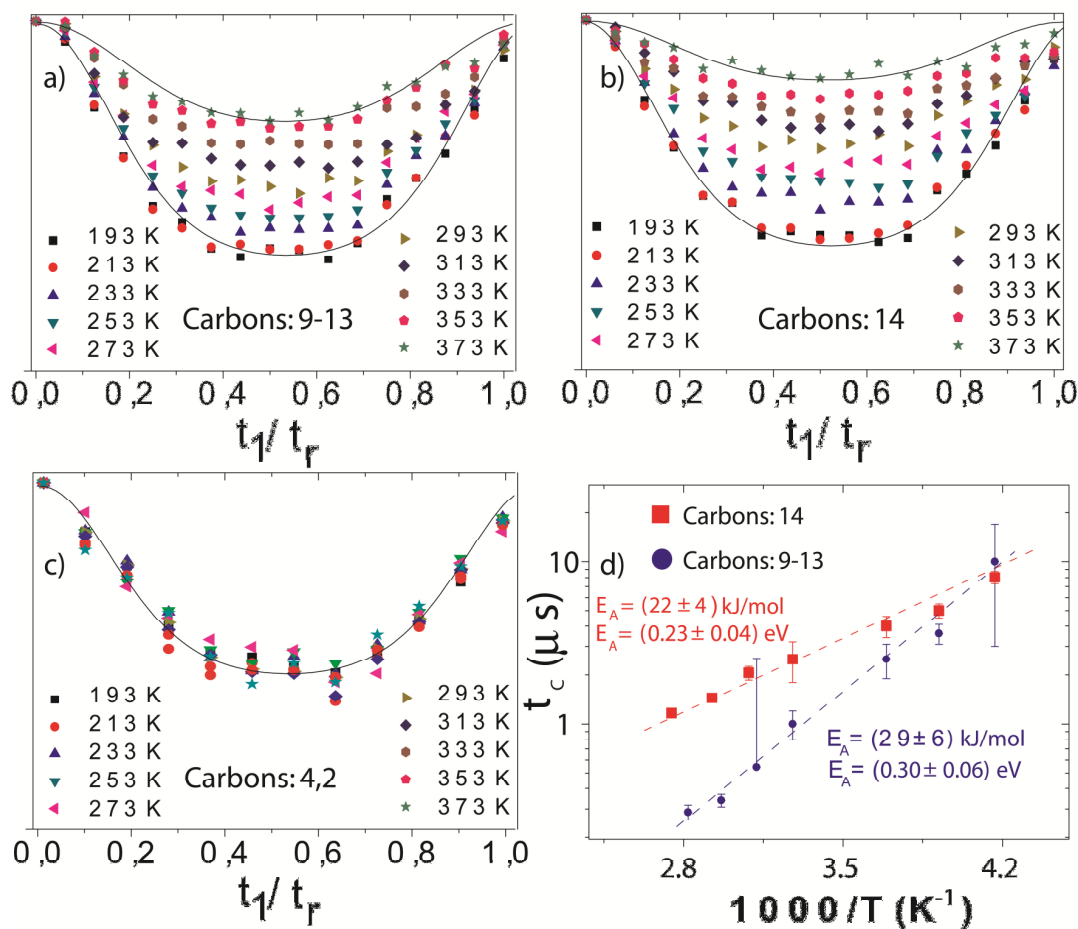 a)
193 K
213 K
233 K
253 K
273 K
293 K
313 K
333 K
353 K
373 K
Carbons: 9-13
0,0 0,2 0,4 0,6 0,8 1,0
t1/ tr
b)
193 K
213 K
233 K
253 K
273 K
293 K
313 K
333 K
353 K
373 K
Carbons: 14
0,0 0,2 0,4 0,6 0,8 1,0
t1/ tr
c)
193 K
213 K
233 K
253 K
273 K
293 K
313 K
333 K
353 K
373 K
Carbons: 4,2
0,0 0,2 0,4 0,6 0,8 1,0
t1/ tr
d)
Carbons: 14
Carbons: 9-13
EA= (22 ± 4) kJ/mol
EA= (0.23 ± 0.04) eV
EA= (29 ± 6) kJ/mol
EA= (0.30 ± 0.06) eV
10
1
tc (μs)
2.8 3.5 4.2
1000/T (K-1)